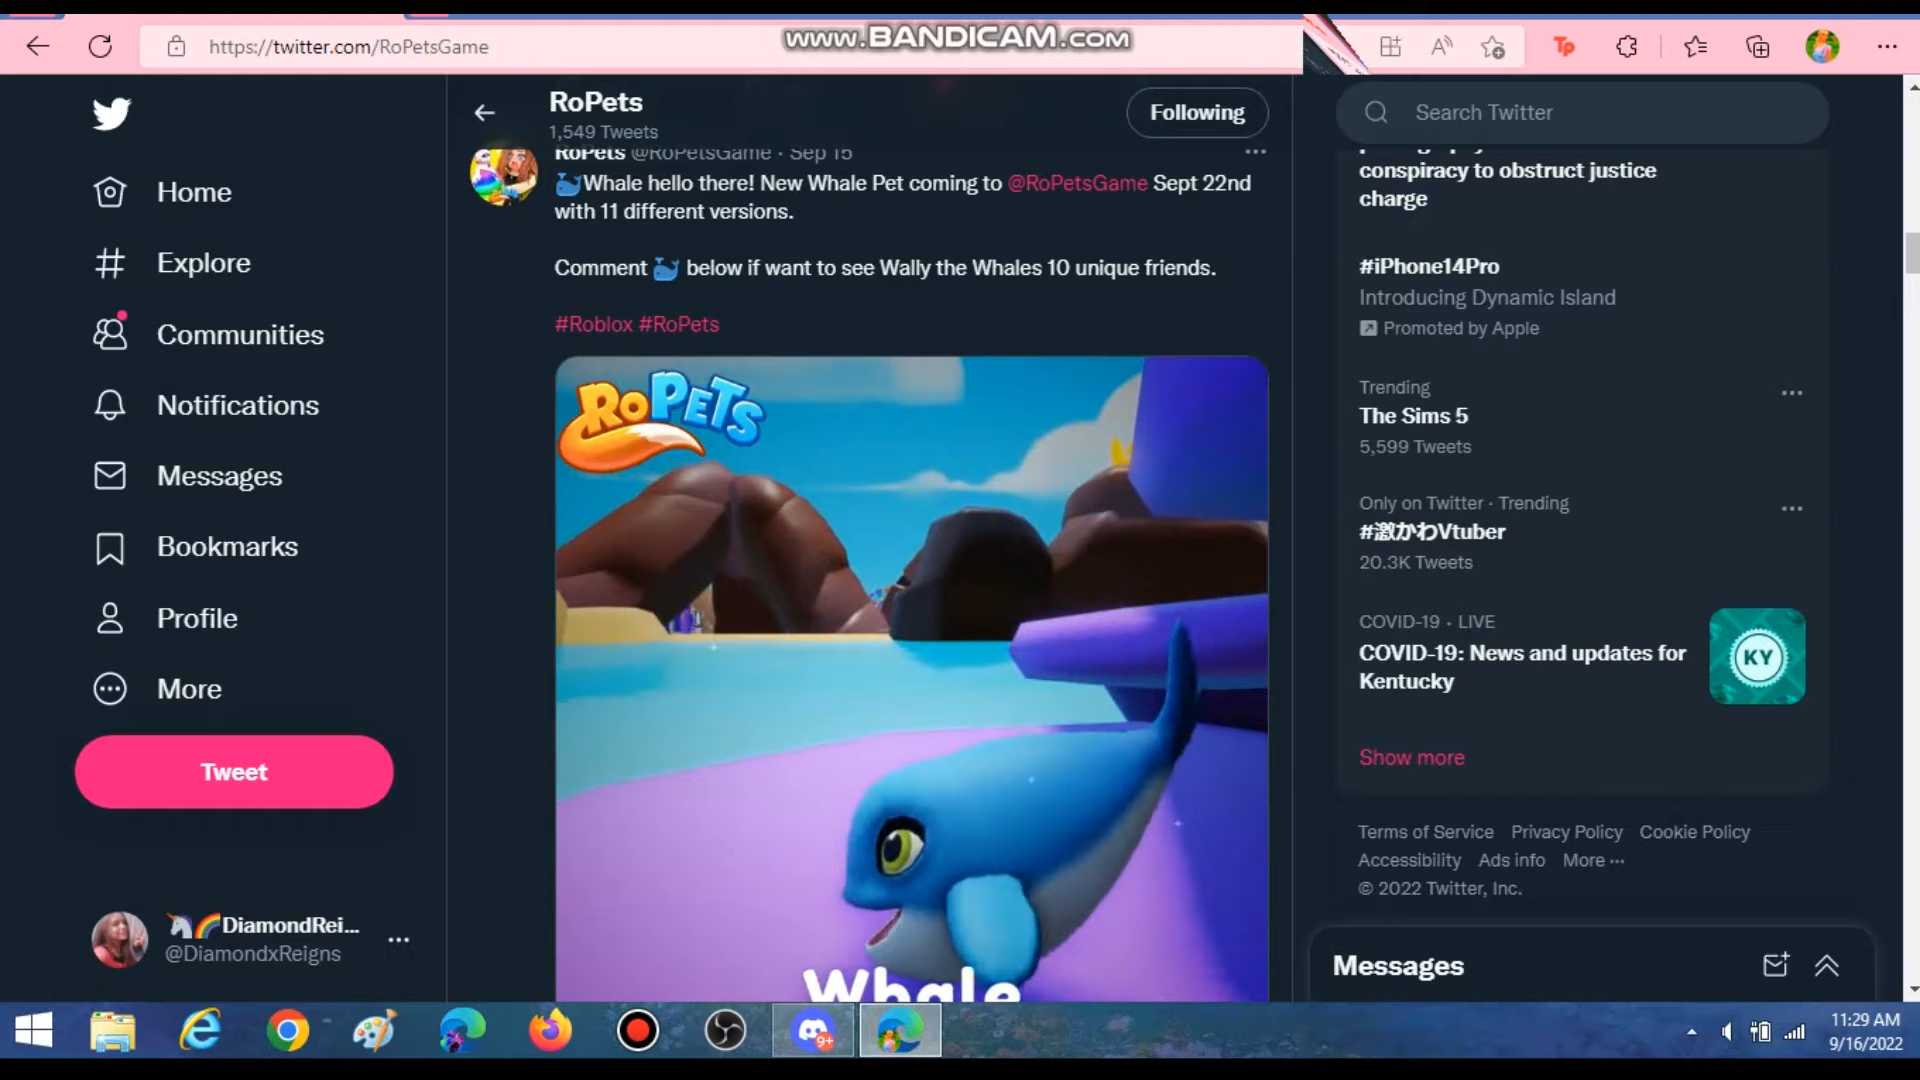 https://twitter.com/RoPetsGame
www.BANDICAM.com
Home
Explore
Communities
Notifications
Messages
Bookmarks
Profile
More
Tweet
DiamondRei...
@DiamondxReigns
RoPets
1,549 Tweets
Following
RoPets @RoPetsGame · Sep 15
🐳Whale hello there! New Whale Pet coming to @RoPetsGame Sept 22nd
with 11 different versions.
Comment 🐳 below if want to see Wally the Whales 10 unique friends.
#Roblox #RoPets
ROPETS
Whale
Search Twitter
conspiracy to obstruct justice
charge
#iPhone14Pro
Introducing Dynamic Island
Promoted by Apple
Trending
The Sims 5
5,599 Tweets
Only on Twitter · Trending
#激かわVtuber
20.3K Tweets
COVID-19 · LIVE
COVID-19: News and updates for
Kentucky
KY
Show more
Terms of Service Privacy Policy Cookie Policy
Accessibility Ads info More ···
© 2022 Twitter, Inc.
Messages
9+
11:29 AM
9/16/2022